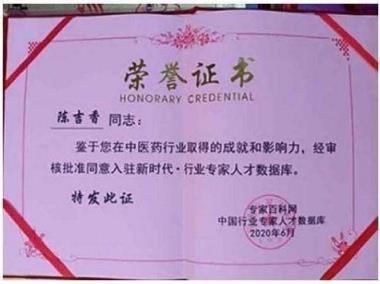 荣誉证书
HONORARY CREDENTIAL
陈吉香 同志:
鉴于您在中医药行业取得的成就和影响力，经审
核批准同意入驻新时代·行业专家人才数据库。
特发此证
专家百科网
中国行业专家人才数据库
2020年6月